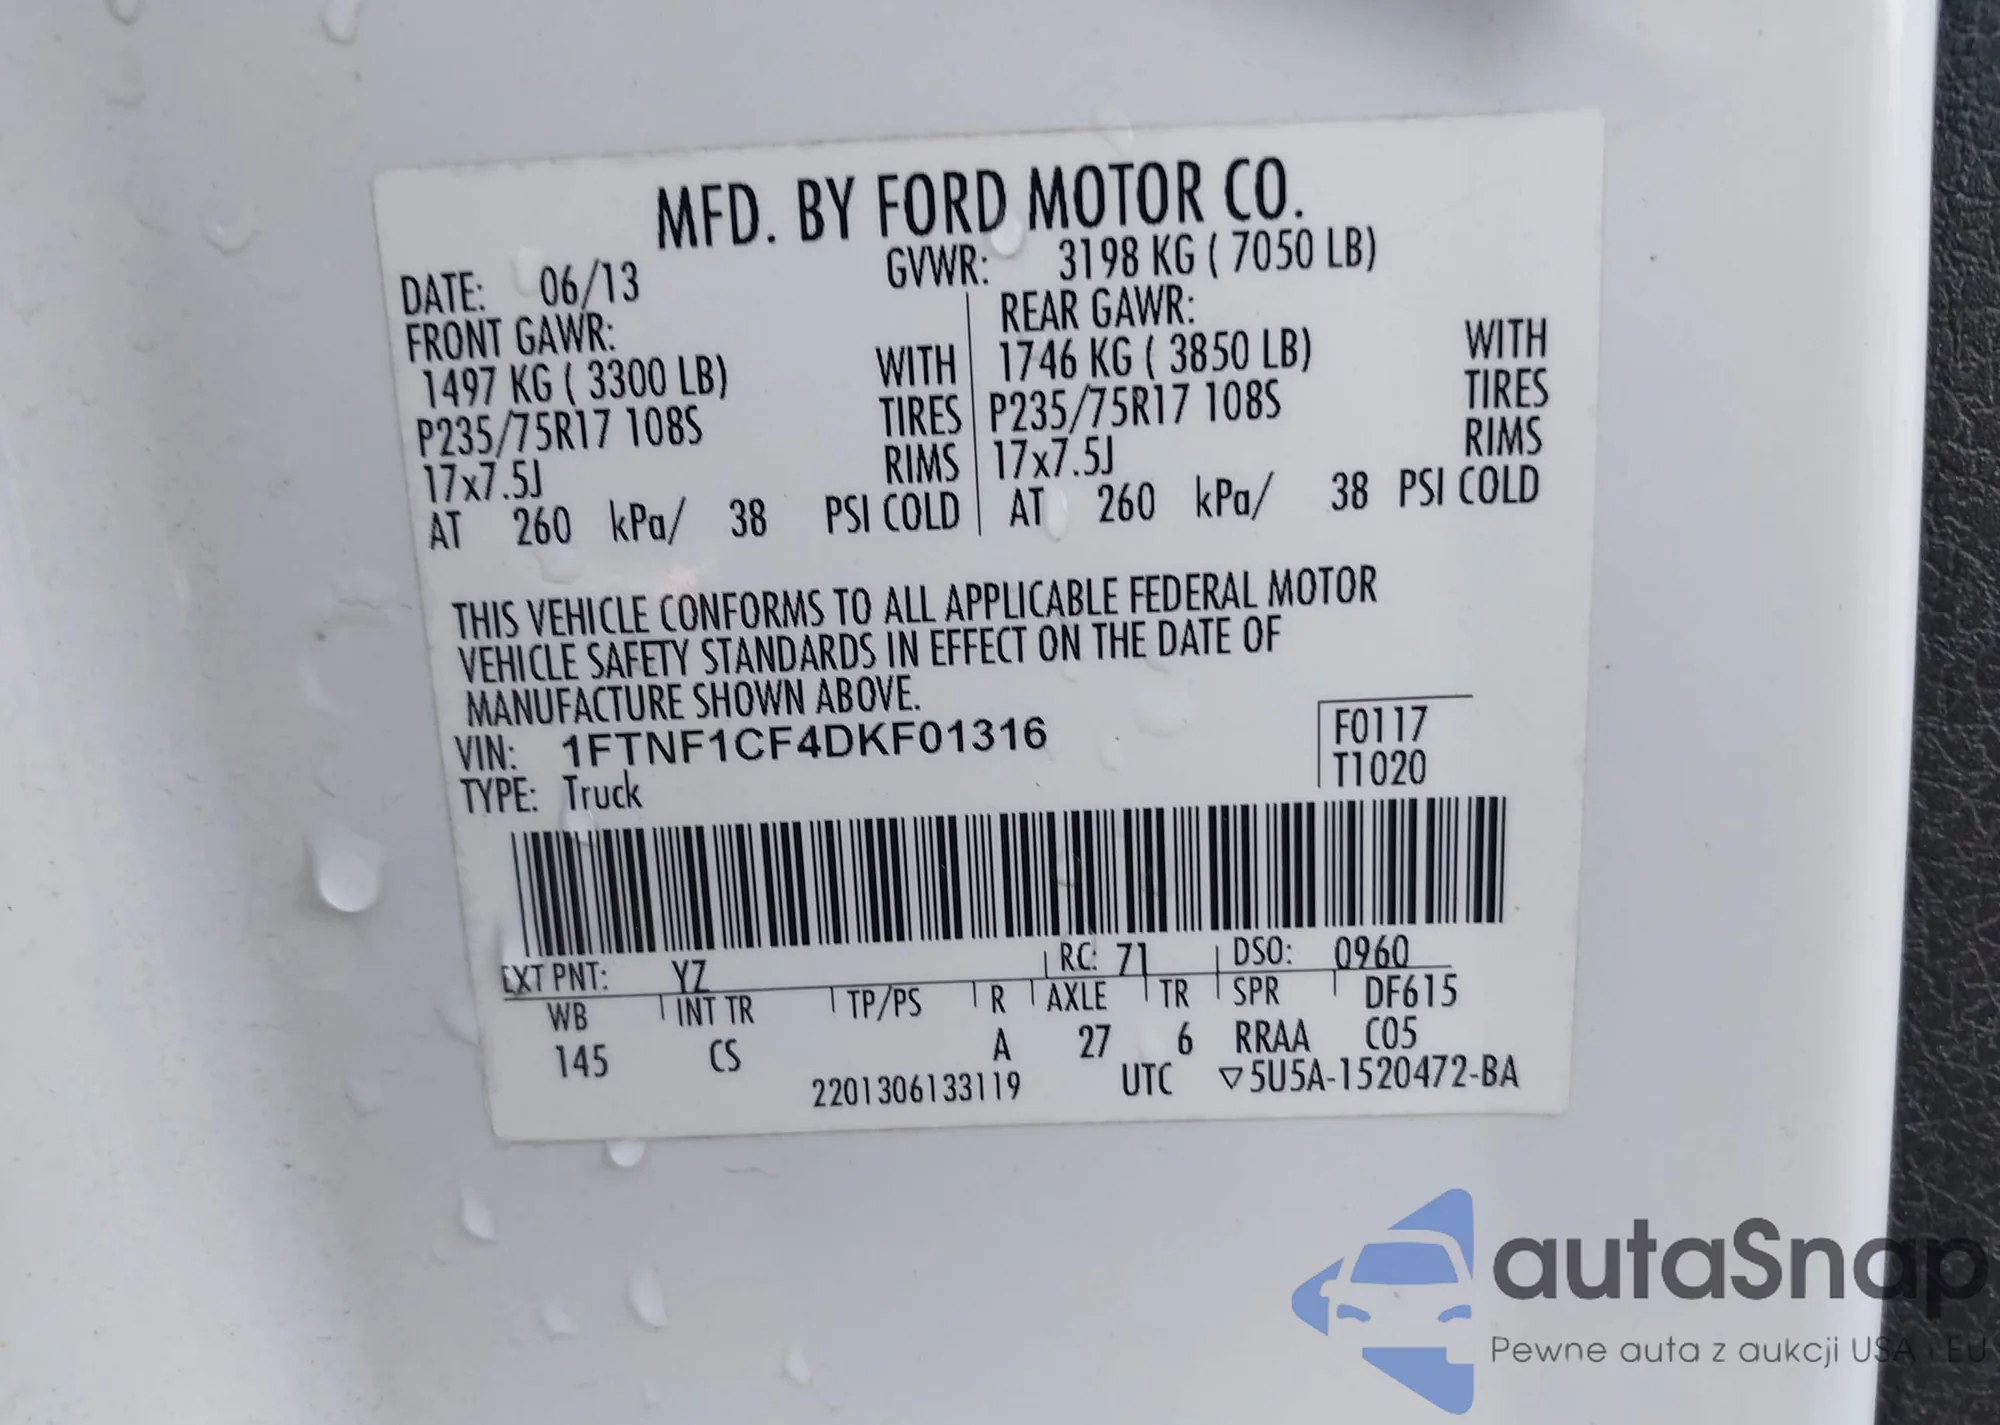 MFD. BY FORD MOTOR CO.
DATE: 06/13 GVWR: 3198 KG ( 7050 LB)
FRONT GAWR: REAR GAWR:
1497 KG ( 3300 LB) WITH 1746 KG ( 3850 LB) WITH
P235/75R17 108S TIRES P235/75R17 108S TIRES
17x7.5J RIMS 17x7.5J RIMS
AT 260 kPa/ 38 PSI COLD AT 260 kPa/ 38 PSI COLD
THIS VEHICLE CONFORMS TO ALL APPLICABLE FEDERAL MOTOR
VEHICLE SAFETY STANDARDS IN EFFECT ON THE DATE OF
MANUFACTURE SHOWN ABOVE.
VIN: 1FTNF1CF4DKF01316 F0117
TYPE: Truck T1020
EXT PNT: YZ RC: 71 DSO: 0960
WB INT TR TP/PS R AXLE TR SPR DF615
145 CS A 27 6 RRAA C05
2201306133119 UTC ▽5U5A-1520472-BA
autaSnap
Pewne auta z aukcji USA i EU